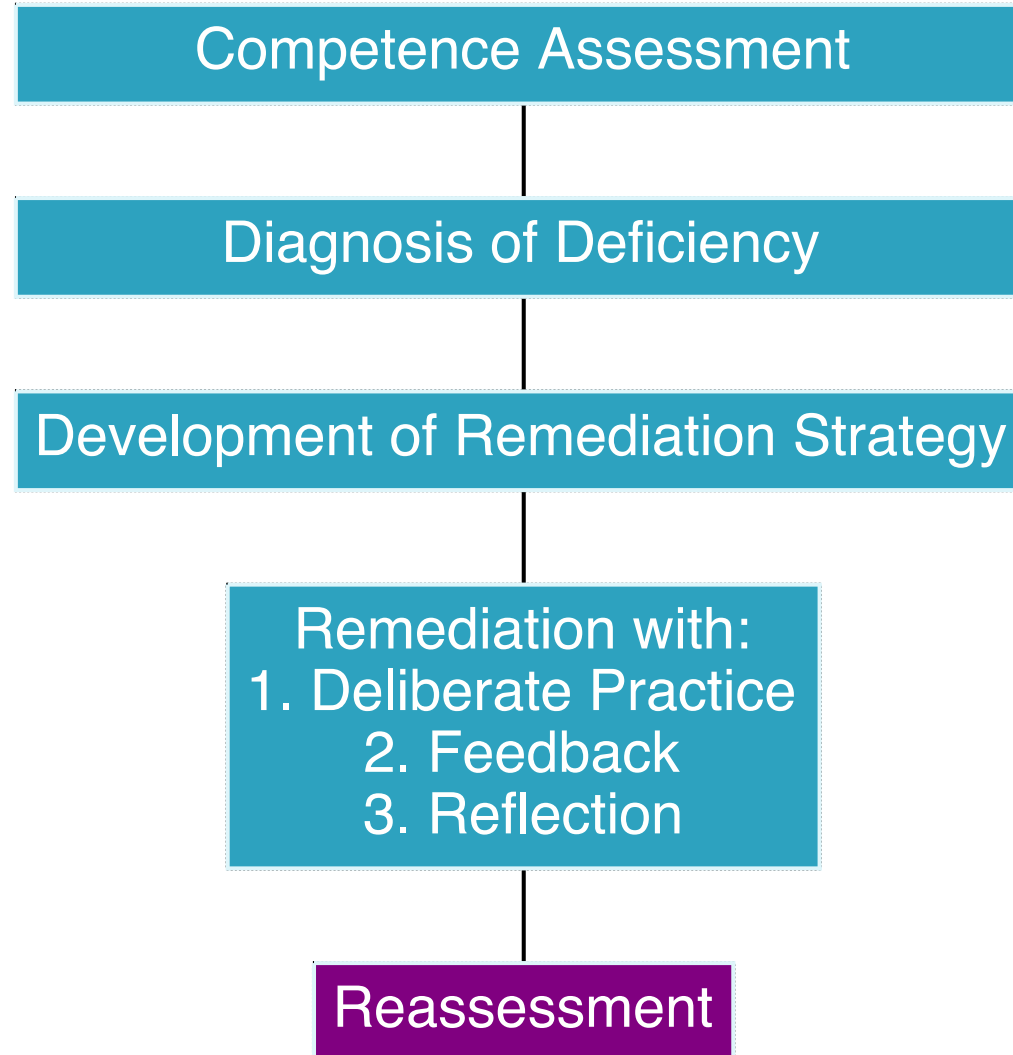 Competence Assessment
Diagnosis of Deficiency
Development of Remediation Strategy
Remediation with:
1. Deliberate Practice
2. Feedback
3. Reflection
Reassessment